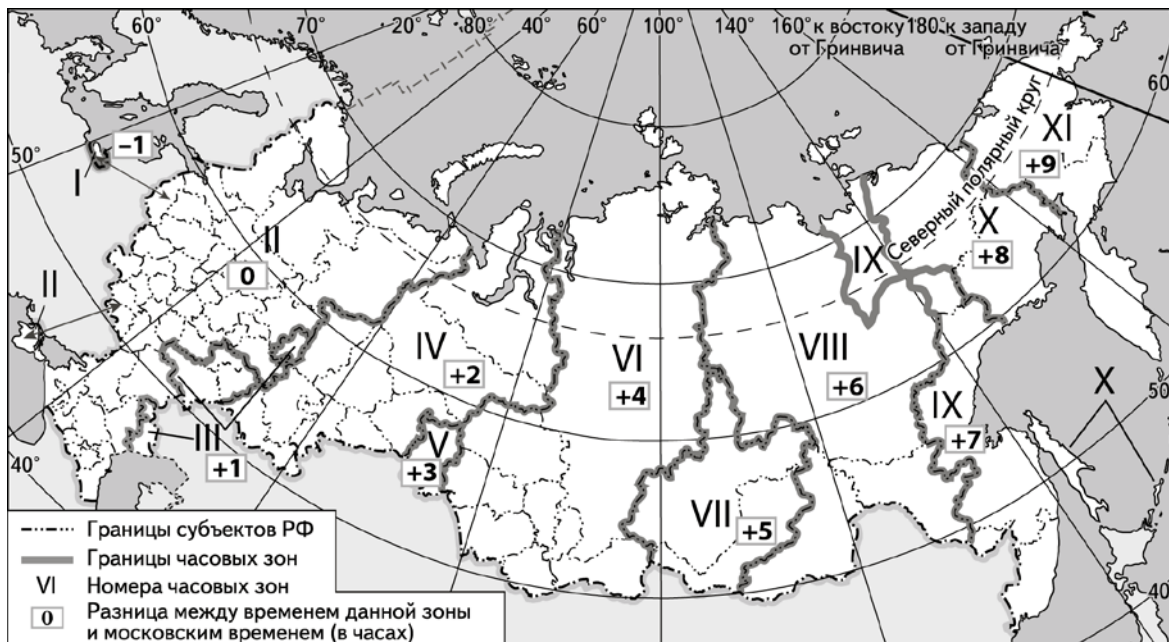 60° 70° 20° 40° 60° 80° 100° 140° 160° к востоку от Гринвича 180° к западу от Гринвича
60°
50°
–1
I
Северный полярный круг
XI
+9
II
0
X
+8
II
IX
IV
+2
VI
+4
VIII
+6
X
50°
III
+1
V
+3
IX
+7
40°
VII
+5
40°
Границы субъектов РФ
Границы часовых зон
VI Номера часовых зон
0 Разница между временем данной зоны
и московским временем (в часах)